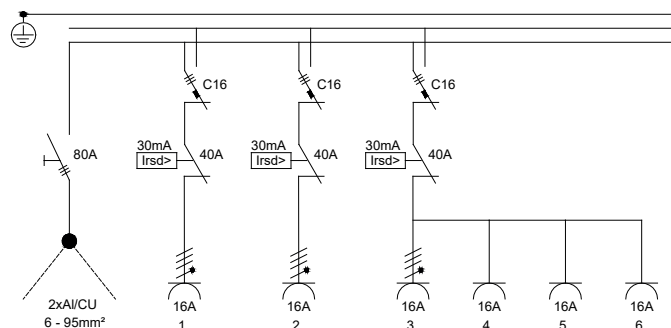 C16 C16 C16
30mA 30mA 30mA
80A Irsd> 40A Irsd> 40A Irsd> 40A
2xAl/CU 16A 16A 16A 16A 16A 16A
6 - 95mm² 1 2 3 4 5 6